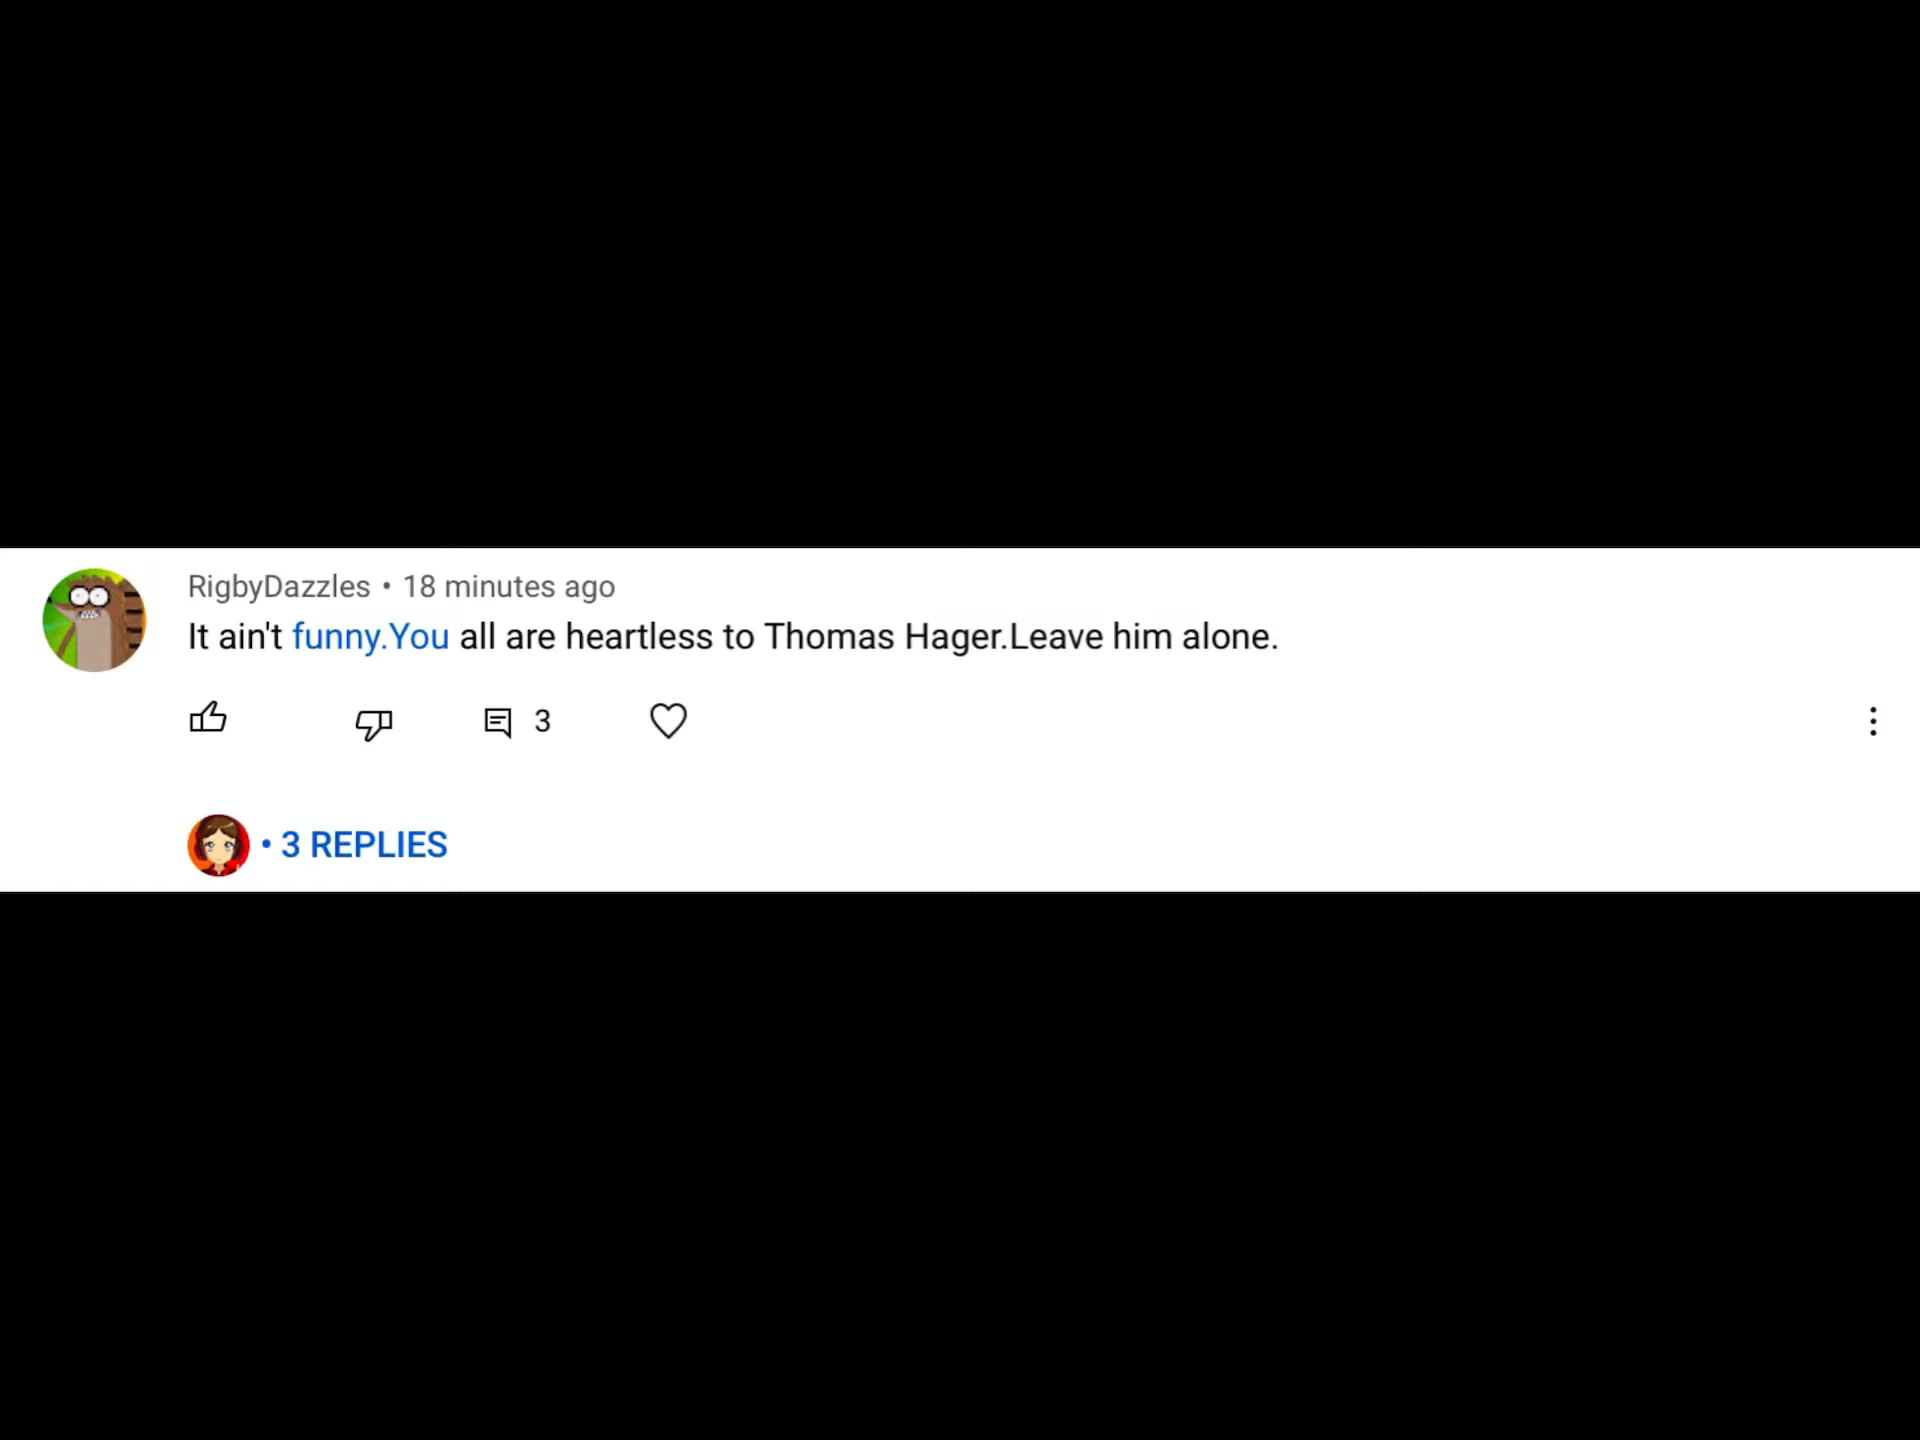 RigbyDazzles • 18 minutes ago
It ain't funny.You all are heartless to Thomas Hager.Leave him alone.
3
• 3 REPLIES